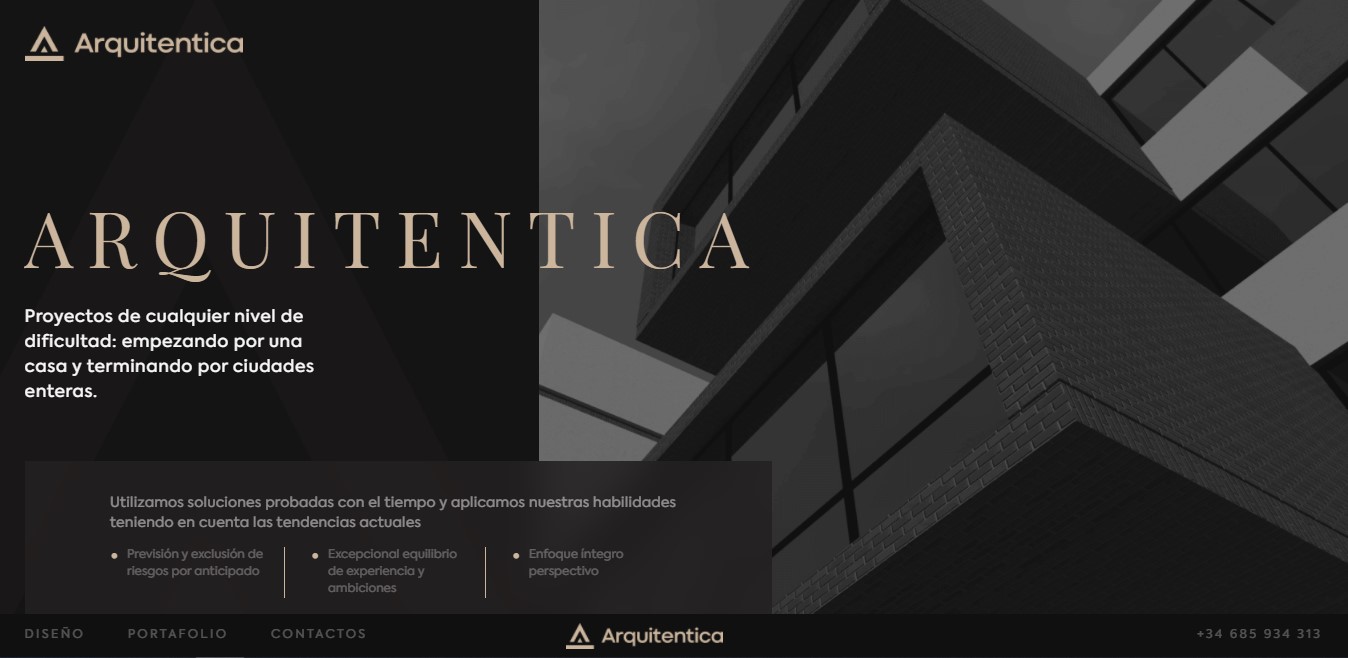 Arquitentica
ARQUITENTICA
Proyectos de cualquier nivel de
dificultad: empezando por una
casa y terminando por ciudades
enteras.
Utilizamos soluciones probadas con el tiempo y aplicamos nuestras habilidades
teniendo en cuenta las tendencias actuales
Previsión y exclusión de
riesgos por anticipado
Excepcional equilibrio
de experiencia y
ambiciones
Enfoque íntegro
perspectivo
DISEÑO PORTAFOLIO CONTACTOS Arquitentica +34 685 934 313